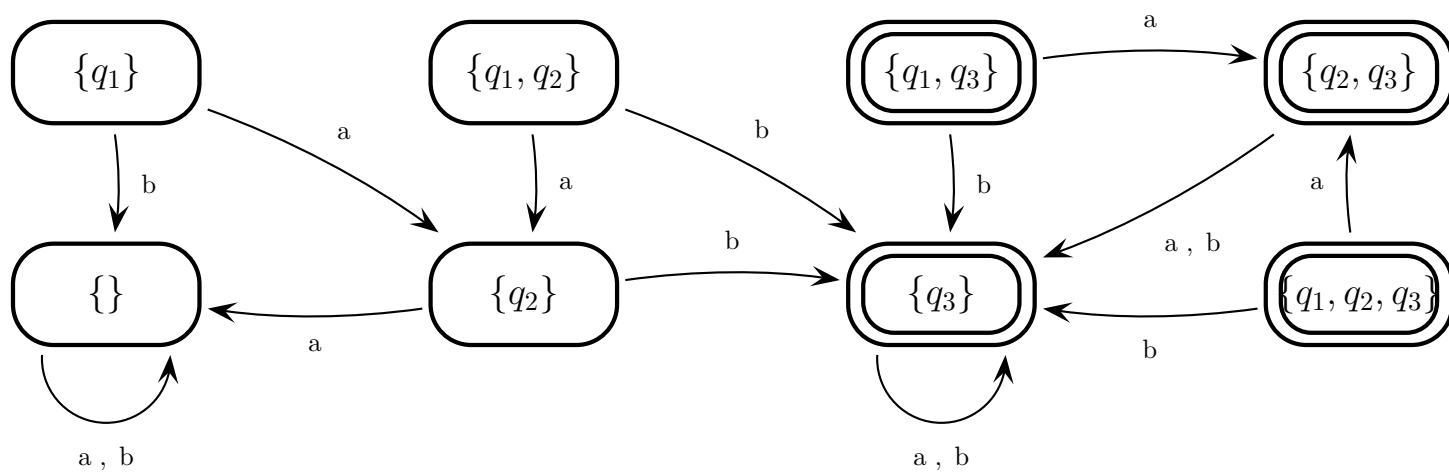 a
{q₁} {q₁, q₂} {q₁, q₃} {q₂, q₃}
a b
b a b a
b a , b
{} {q₂} {q₃} {q₁, q₂, q₃}
a b
a , b a , b